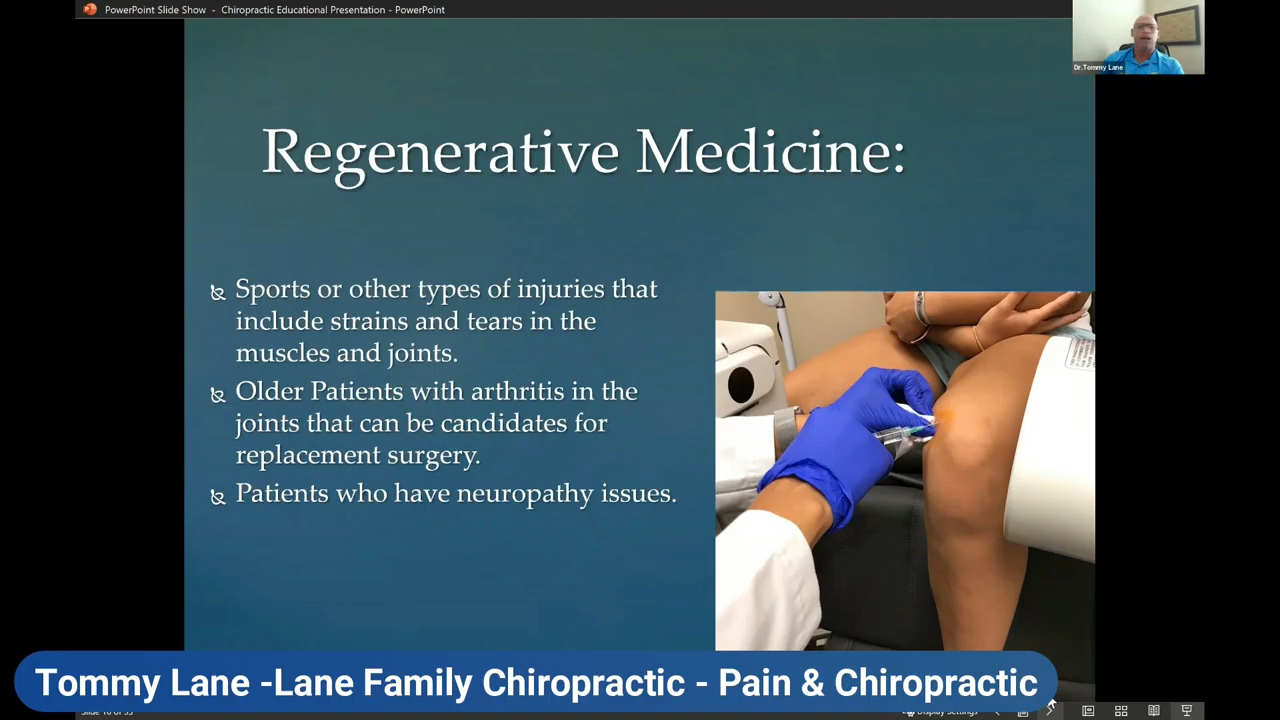 PowerPoint Slide Show - Chiropractic Educational Presentation - PowerPoint
Dr.Tommy Lane
Regenerative Medicine:
Sports or other types of injuries that
include strains and tears in the
muscles and joints.
Older Patients with arthritis in the
joints that can be candidates for
replacement surgery.
Patients who have neuropathy issues.
Tommy Lane -Lane Family Chiropractic - Pain & Chiropractic
Display Settings